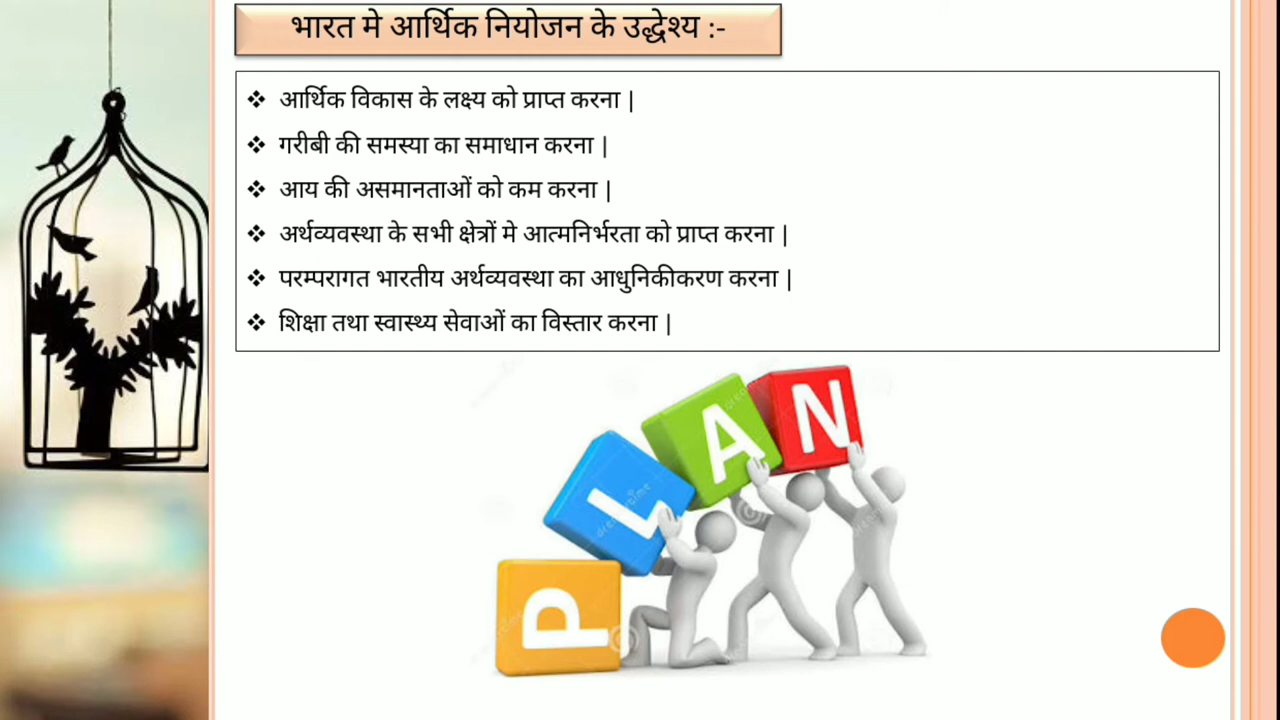 भारत मे आर्थिक नियोजन के उद्धेश्य :-
❖ आर्थिक विकास के लक्ष्य को प्राप्त करना |
❖ गरीबी की समस्या का समाधान करना |
❖ आय की असमानताओं को कम करना |
❖ अर्थव्यवस्था के सभी क्षेत्रों मे आत्मनिर्भरता को प्राप्त करना |
❖ परम्परागत भारतीय अर्थव्यवस्था का आधुनिकीकरण करना |
❖ शिक्षा तथा स्वास्थ्य सेवाओं का विस्तार करना |
PLAN